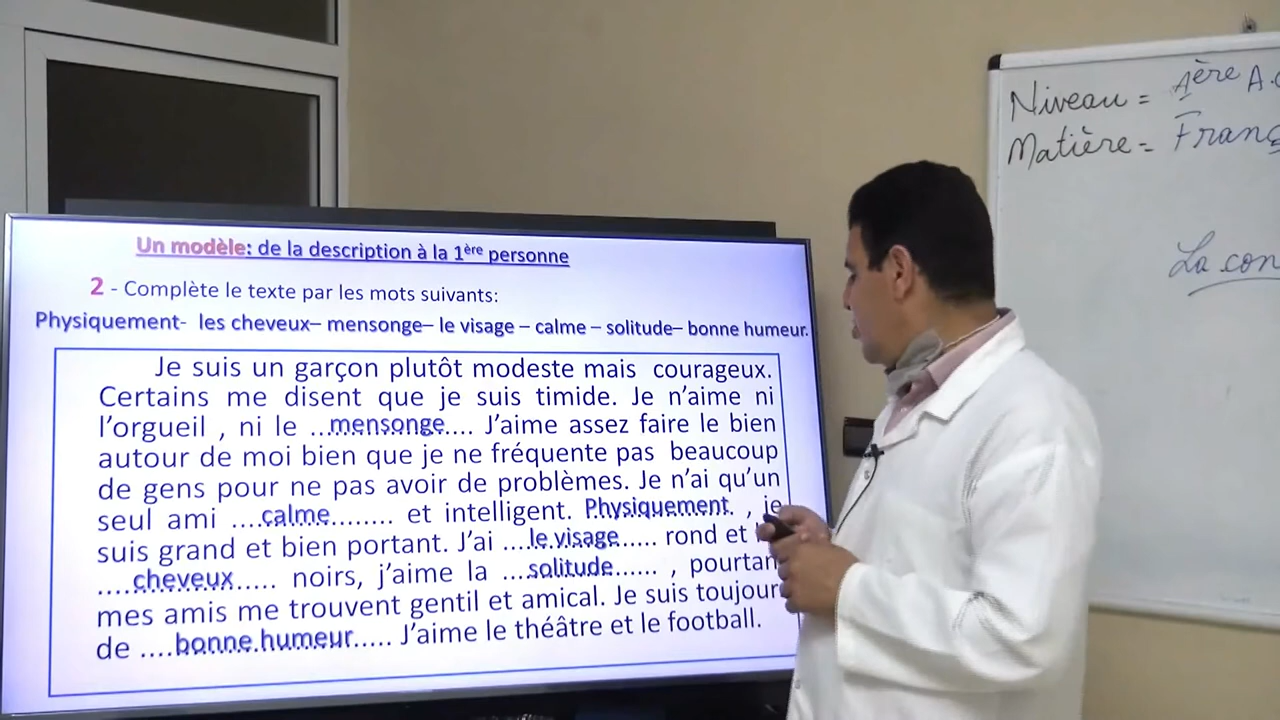 Un modèle: de la description à la 1ère personne
2 - Complète le texte par les mots suivants:
Physiquement- les cheveux– mensonge– le visage – calme – solitude– bonne humeur.
Je suis un garçon plutôt modeste mais courageux.
Certains me disent que je suis timide. Je n'aime ni
l'orgueil , ni le ...mensonge.... J'aime assez faire le bien
autour de moi bien que je ne fréquente pas beaucoup
de gens pour ne pas avoir de problèmes. Je n'ai qu'un
seul ami ....calme........ et intelligent. Physiquement. , je
suis grand et bien portant. J'ai ....le visage..... rond et
....cheveux..... noirs, j'aime la ...solitude...... , pourtan
mes amis me trouvent gentil et amical. Je suis toujour
de ....bonne humeur..... J'aime le théâtre et le football.
Niveau = 1ère A.
Matière = Franç
La con